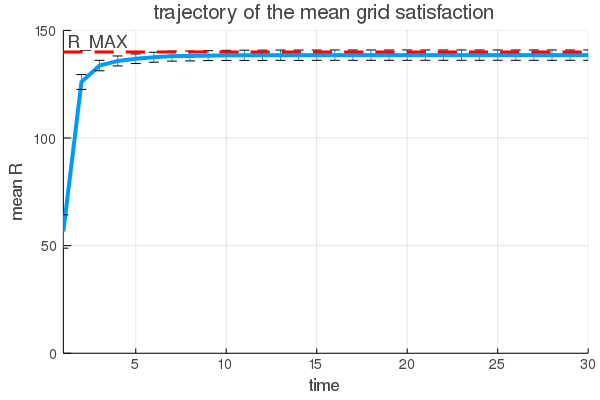 trajectory of the mean grid satisfaction
150
R_MAX
100
mean R
50
0
5 10 15 20 25 30
time